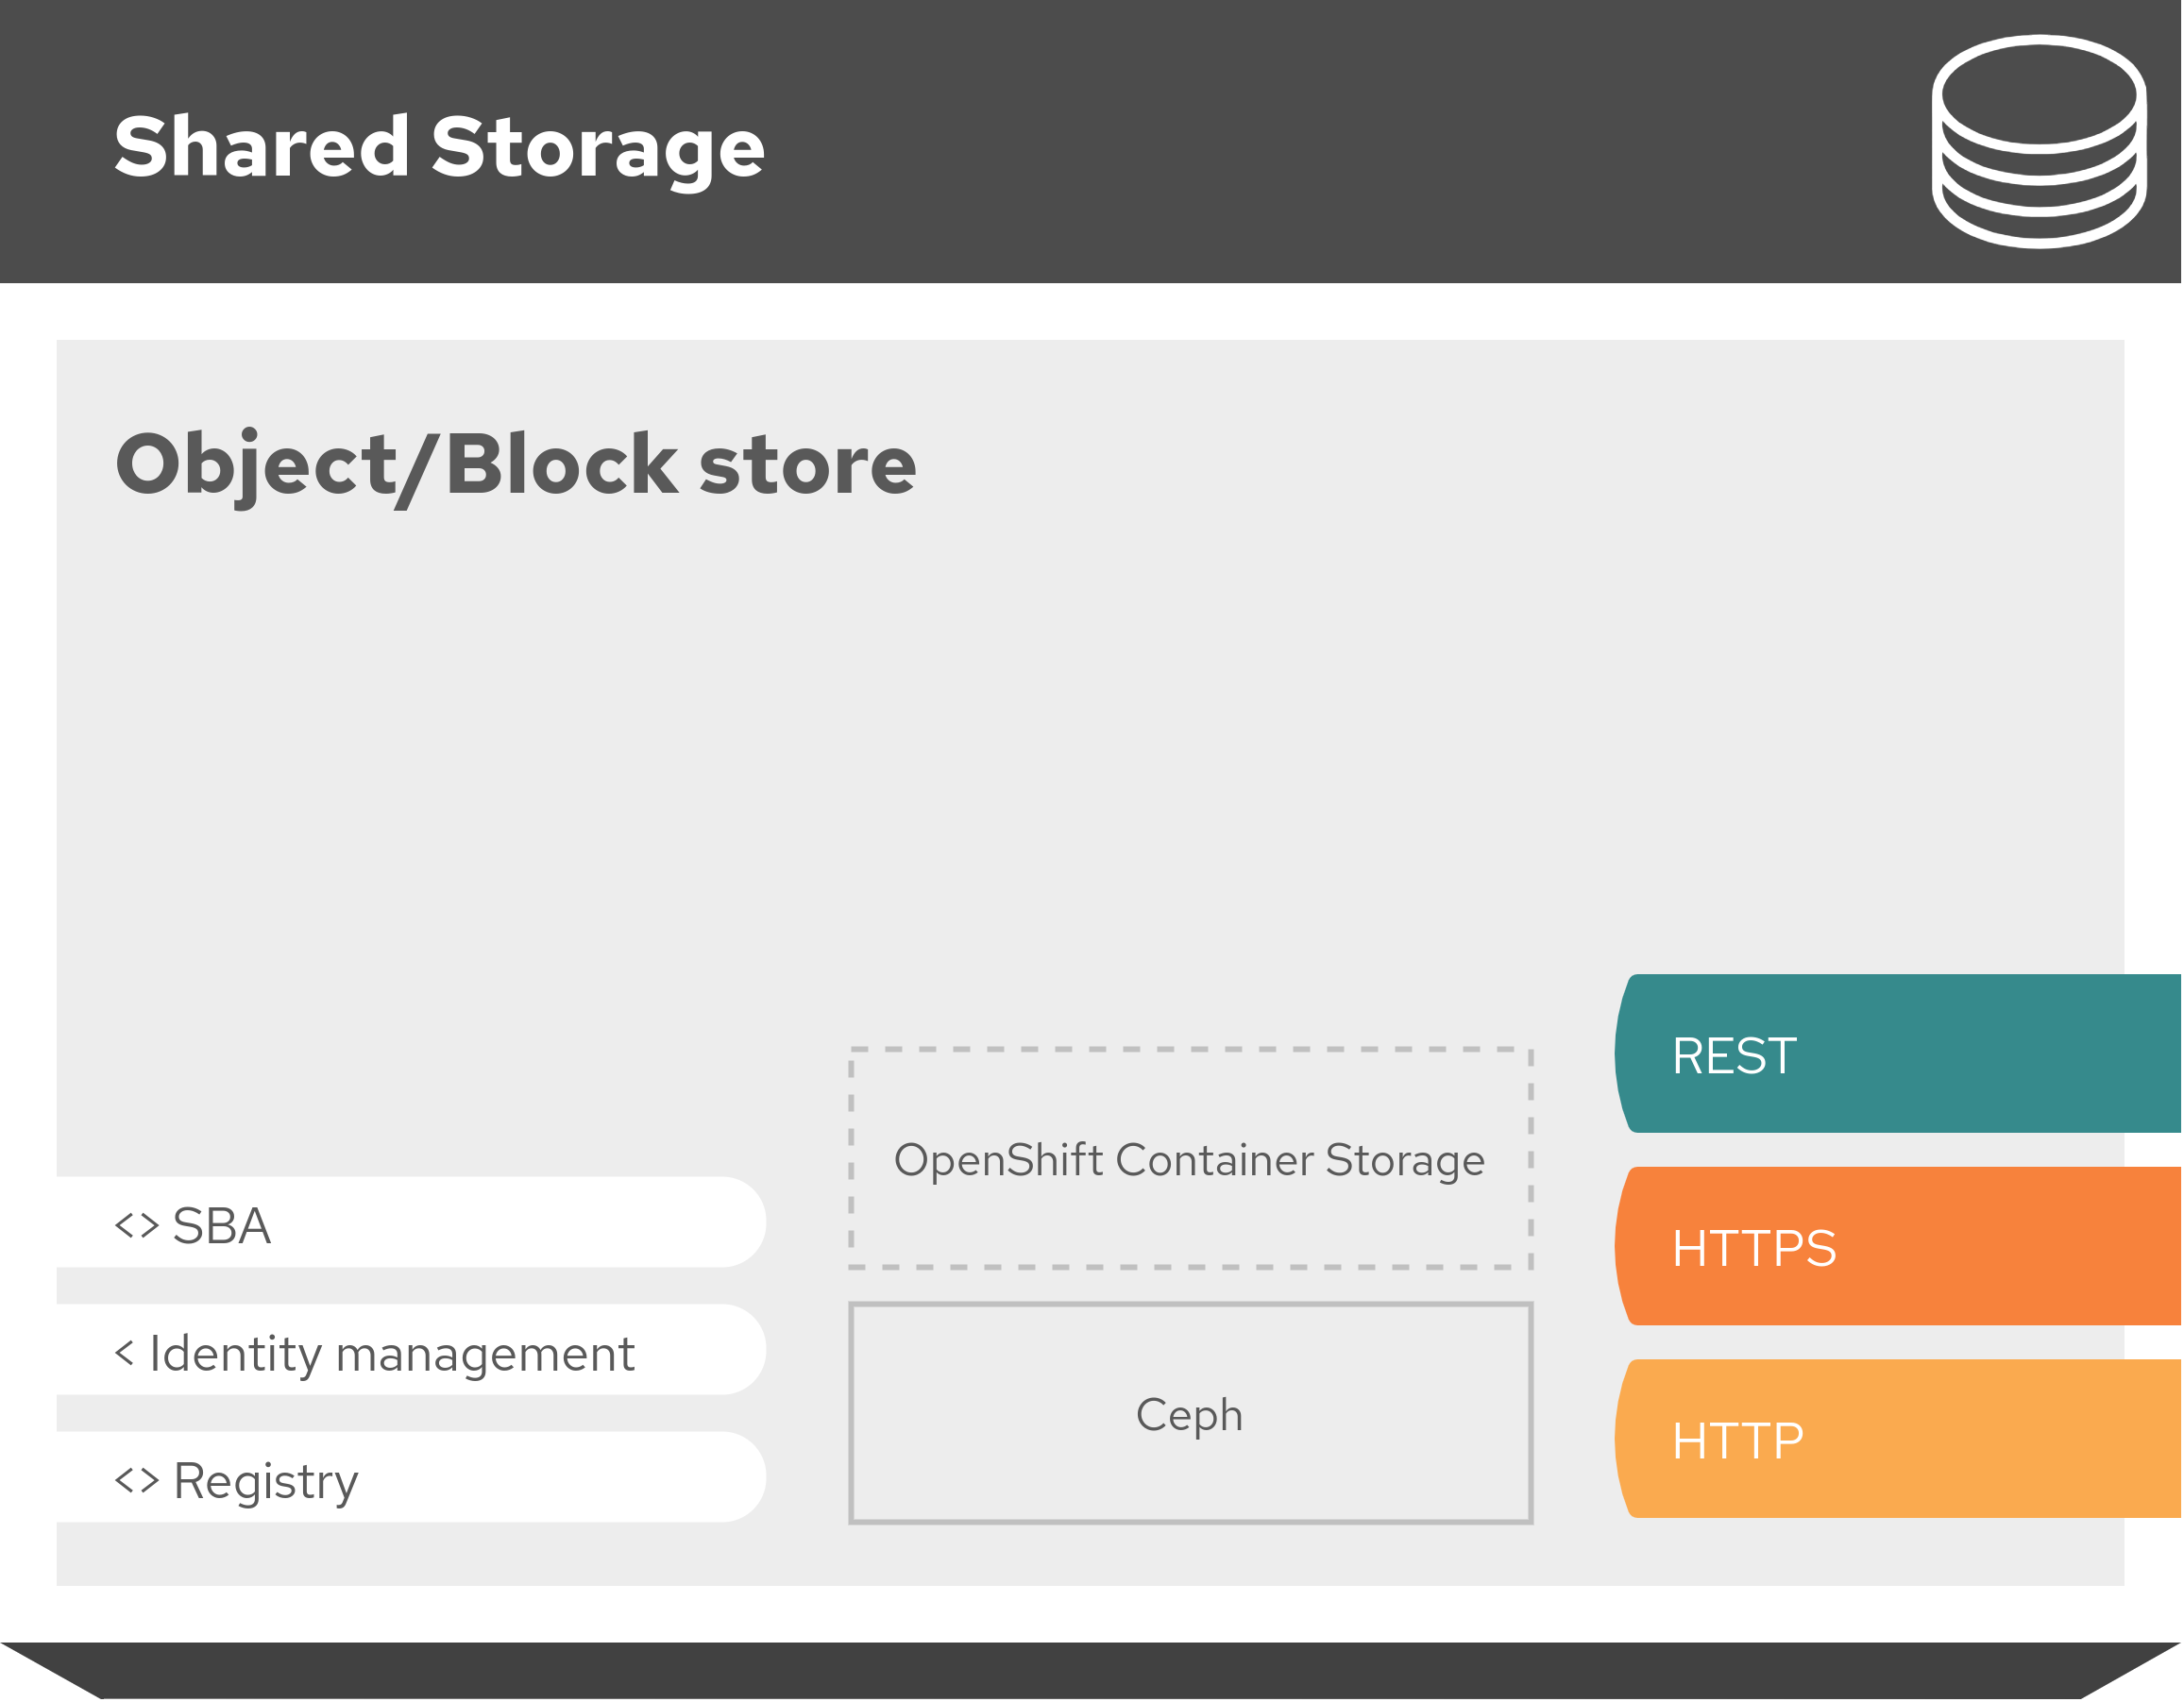 Shared Storage
Object/Block store
REST
OpenShift Container Storage
<> SBA
HTTPS
< Identity management
Ceph
HTTP
<> Registry